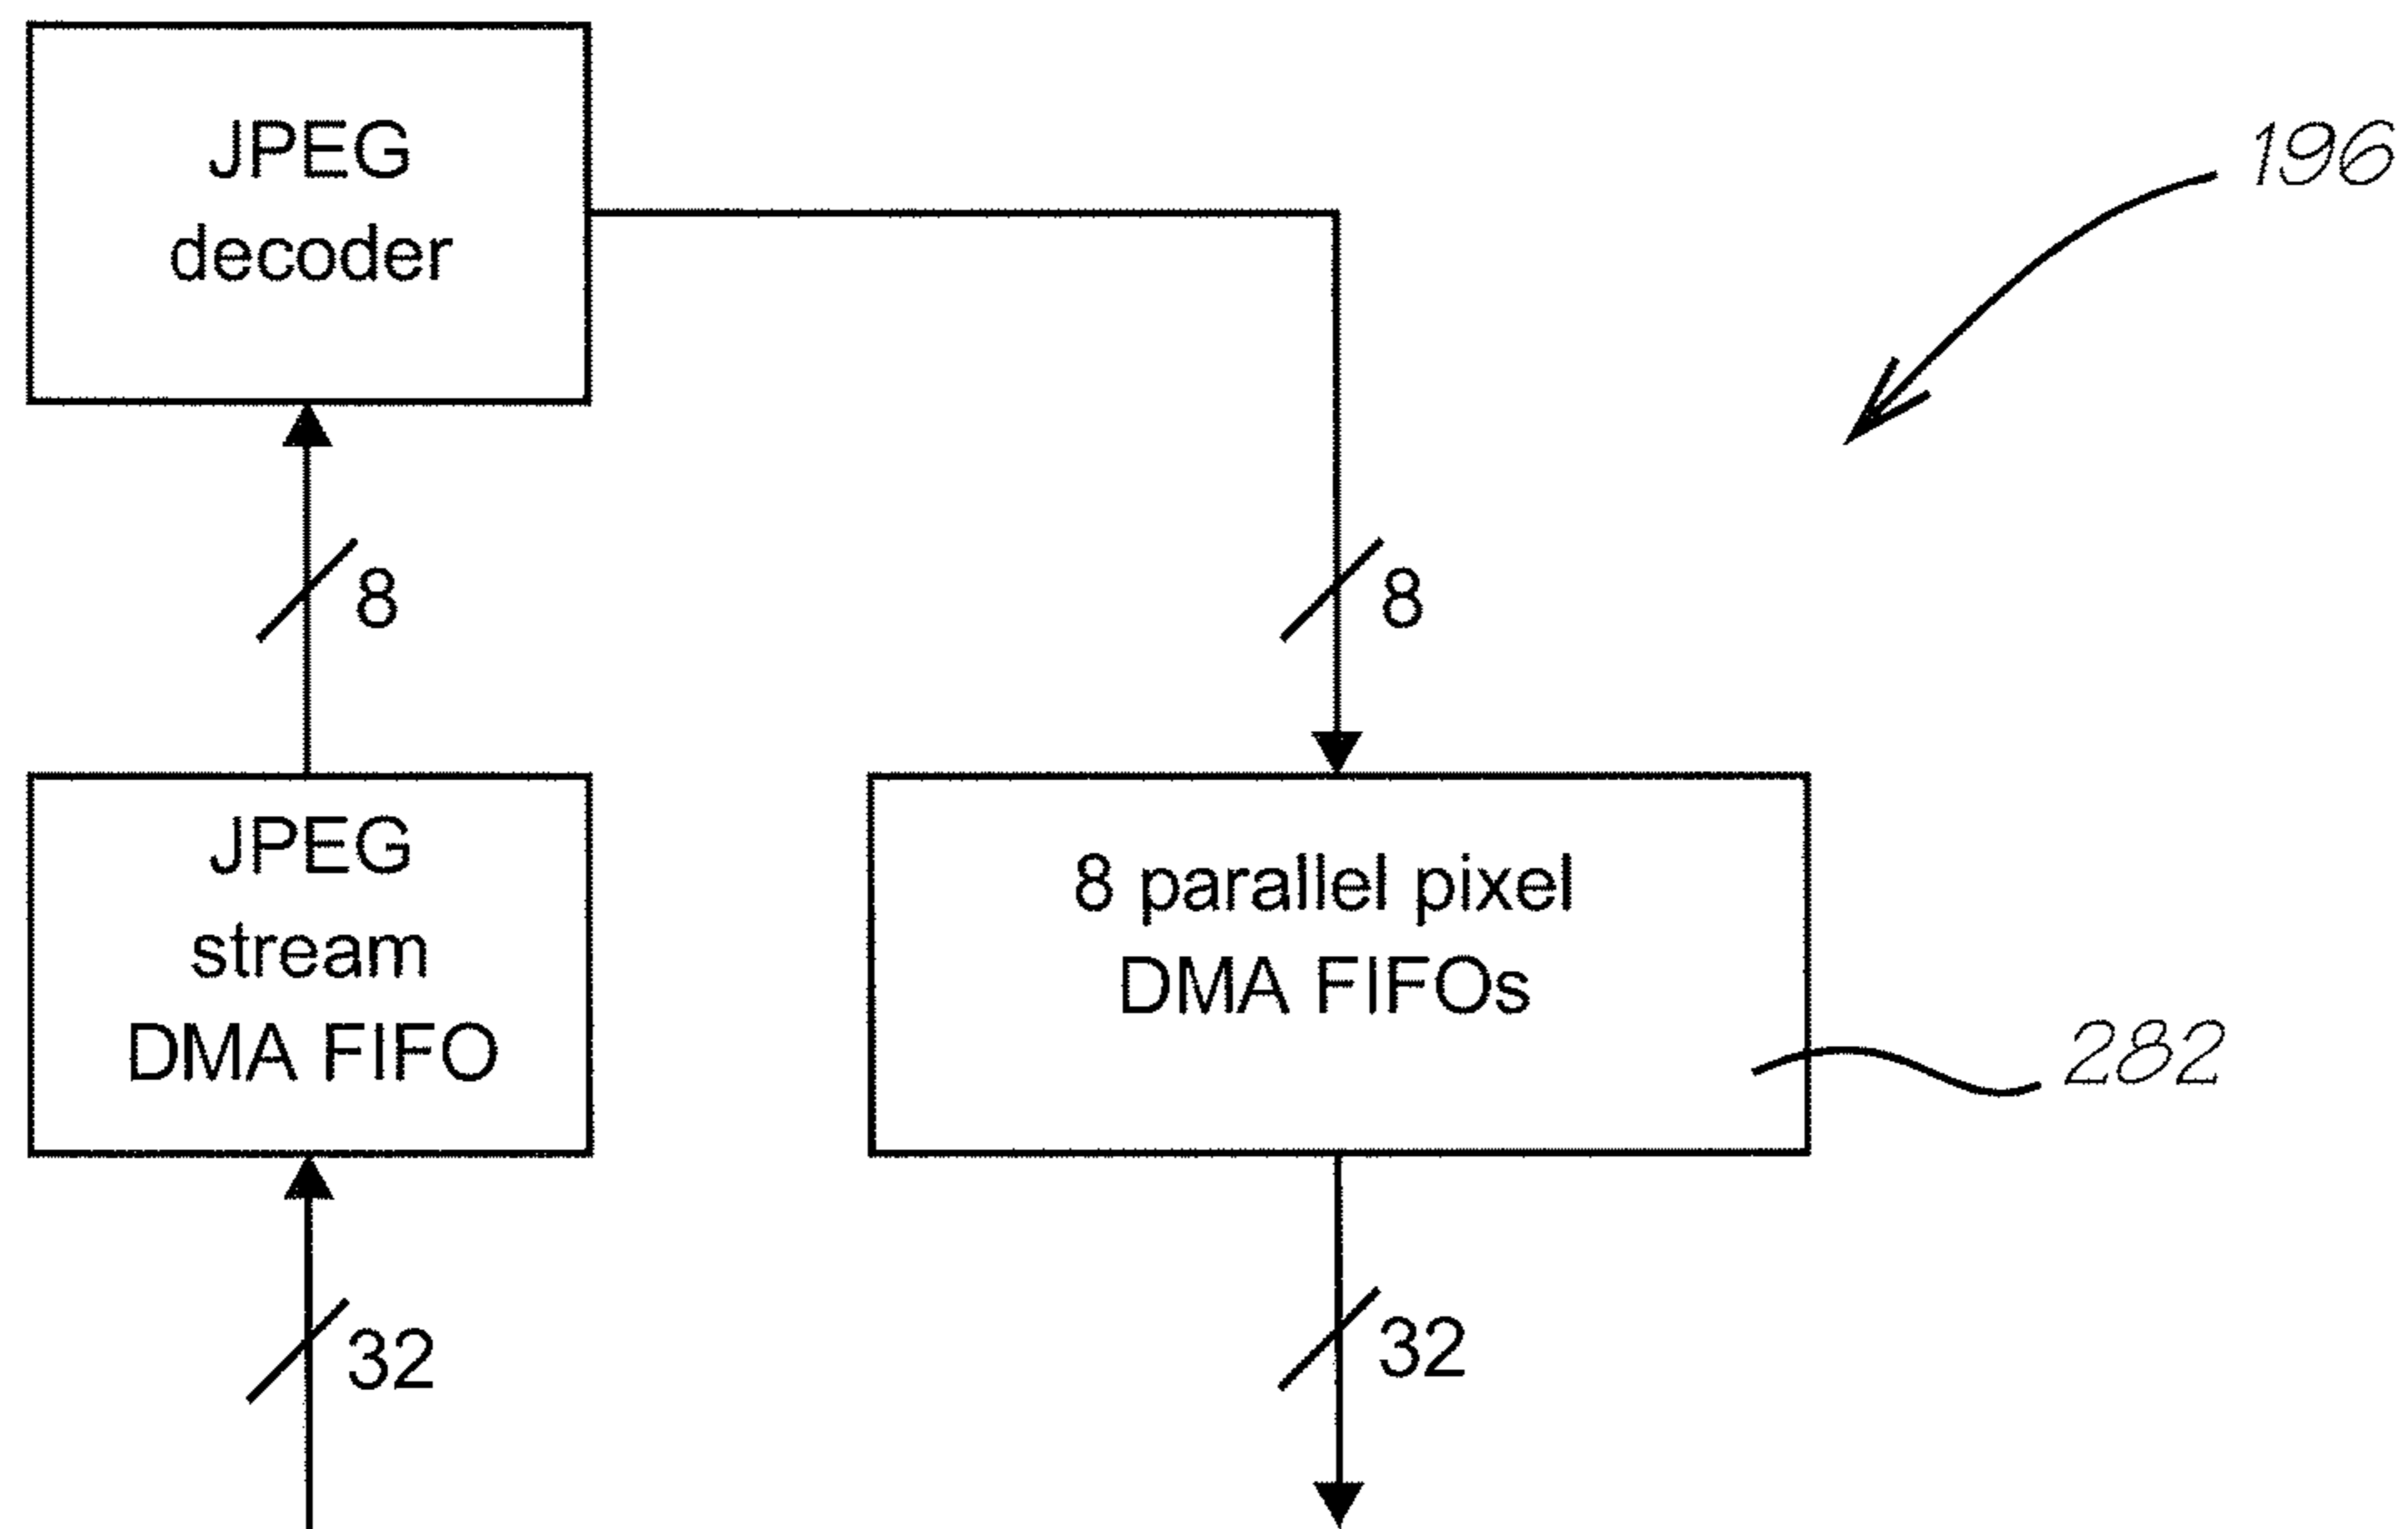 JPEG
decoder
196
8
8
JPEG
stream
DMA FIFO
8 parallel pixel
DMA FIFOs
282
32
32